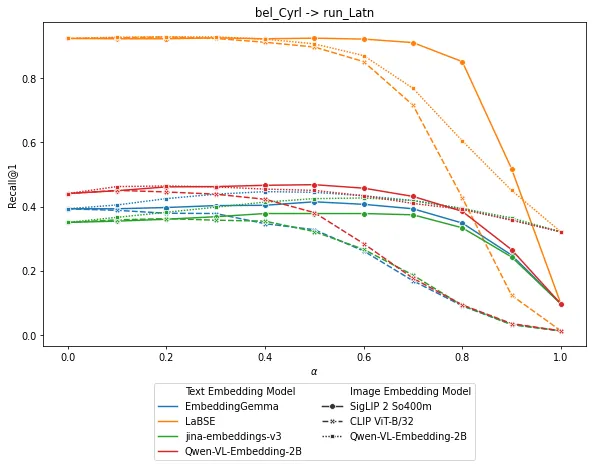 bel_Cyrl -> run_Latn
Recall@1
0.8
0.6
0.4
0.2
0.0
0.0 0.2 0.4 0.6 0.8 1.0
α
Text Embedding Model Image Embedding Model
EmbeddingGemma SigLIP 2 So400m
LaBSE CLIP ViT-B/32
jina-embeddings-v3 Qwen-VL-Embedding-2B
Qwen-VL-Embedding-2B